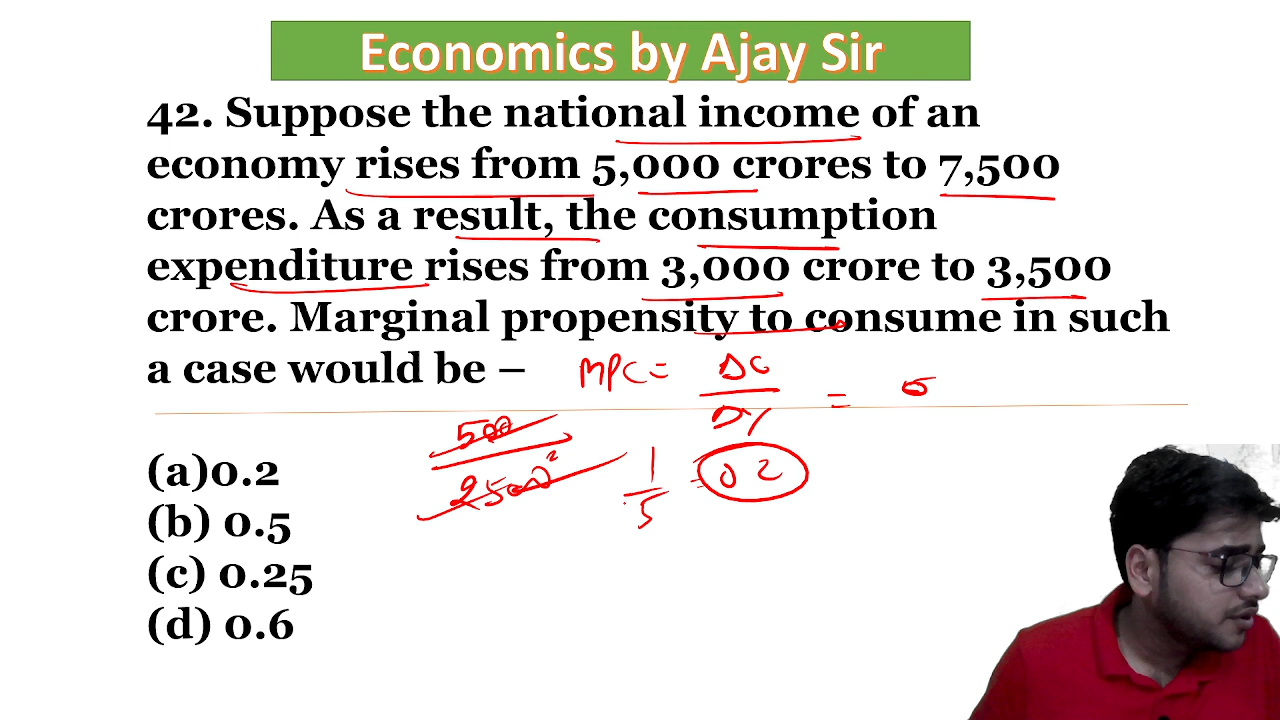 Economics by Ajay Sir
42. Suppose the national income of an
economy rises from 5,000 crores to 7,500
crores. As a result, the consumption
expenditure rises from 3,000 crore to 3,500
crore. Marginal propensity to consume in such
a case would be –
MPC = ΔC
ΔY
=
500
2500
1
5
= 0.2
(a)0.2
(b) 0.5
(c) 0.25
(d) 0.6